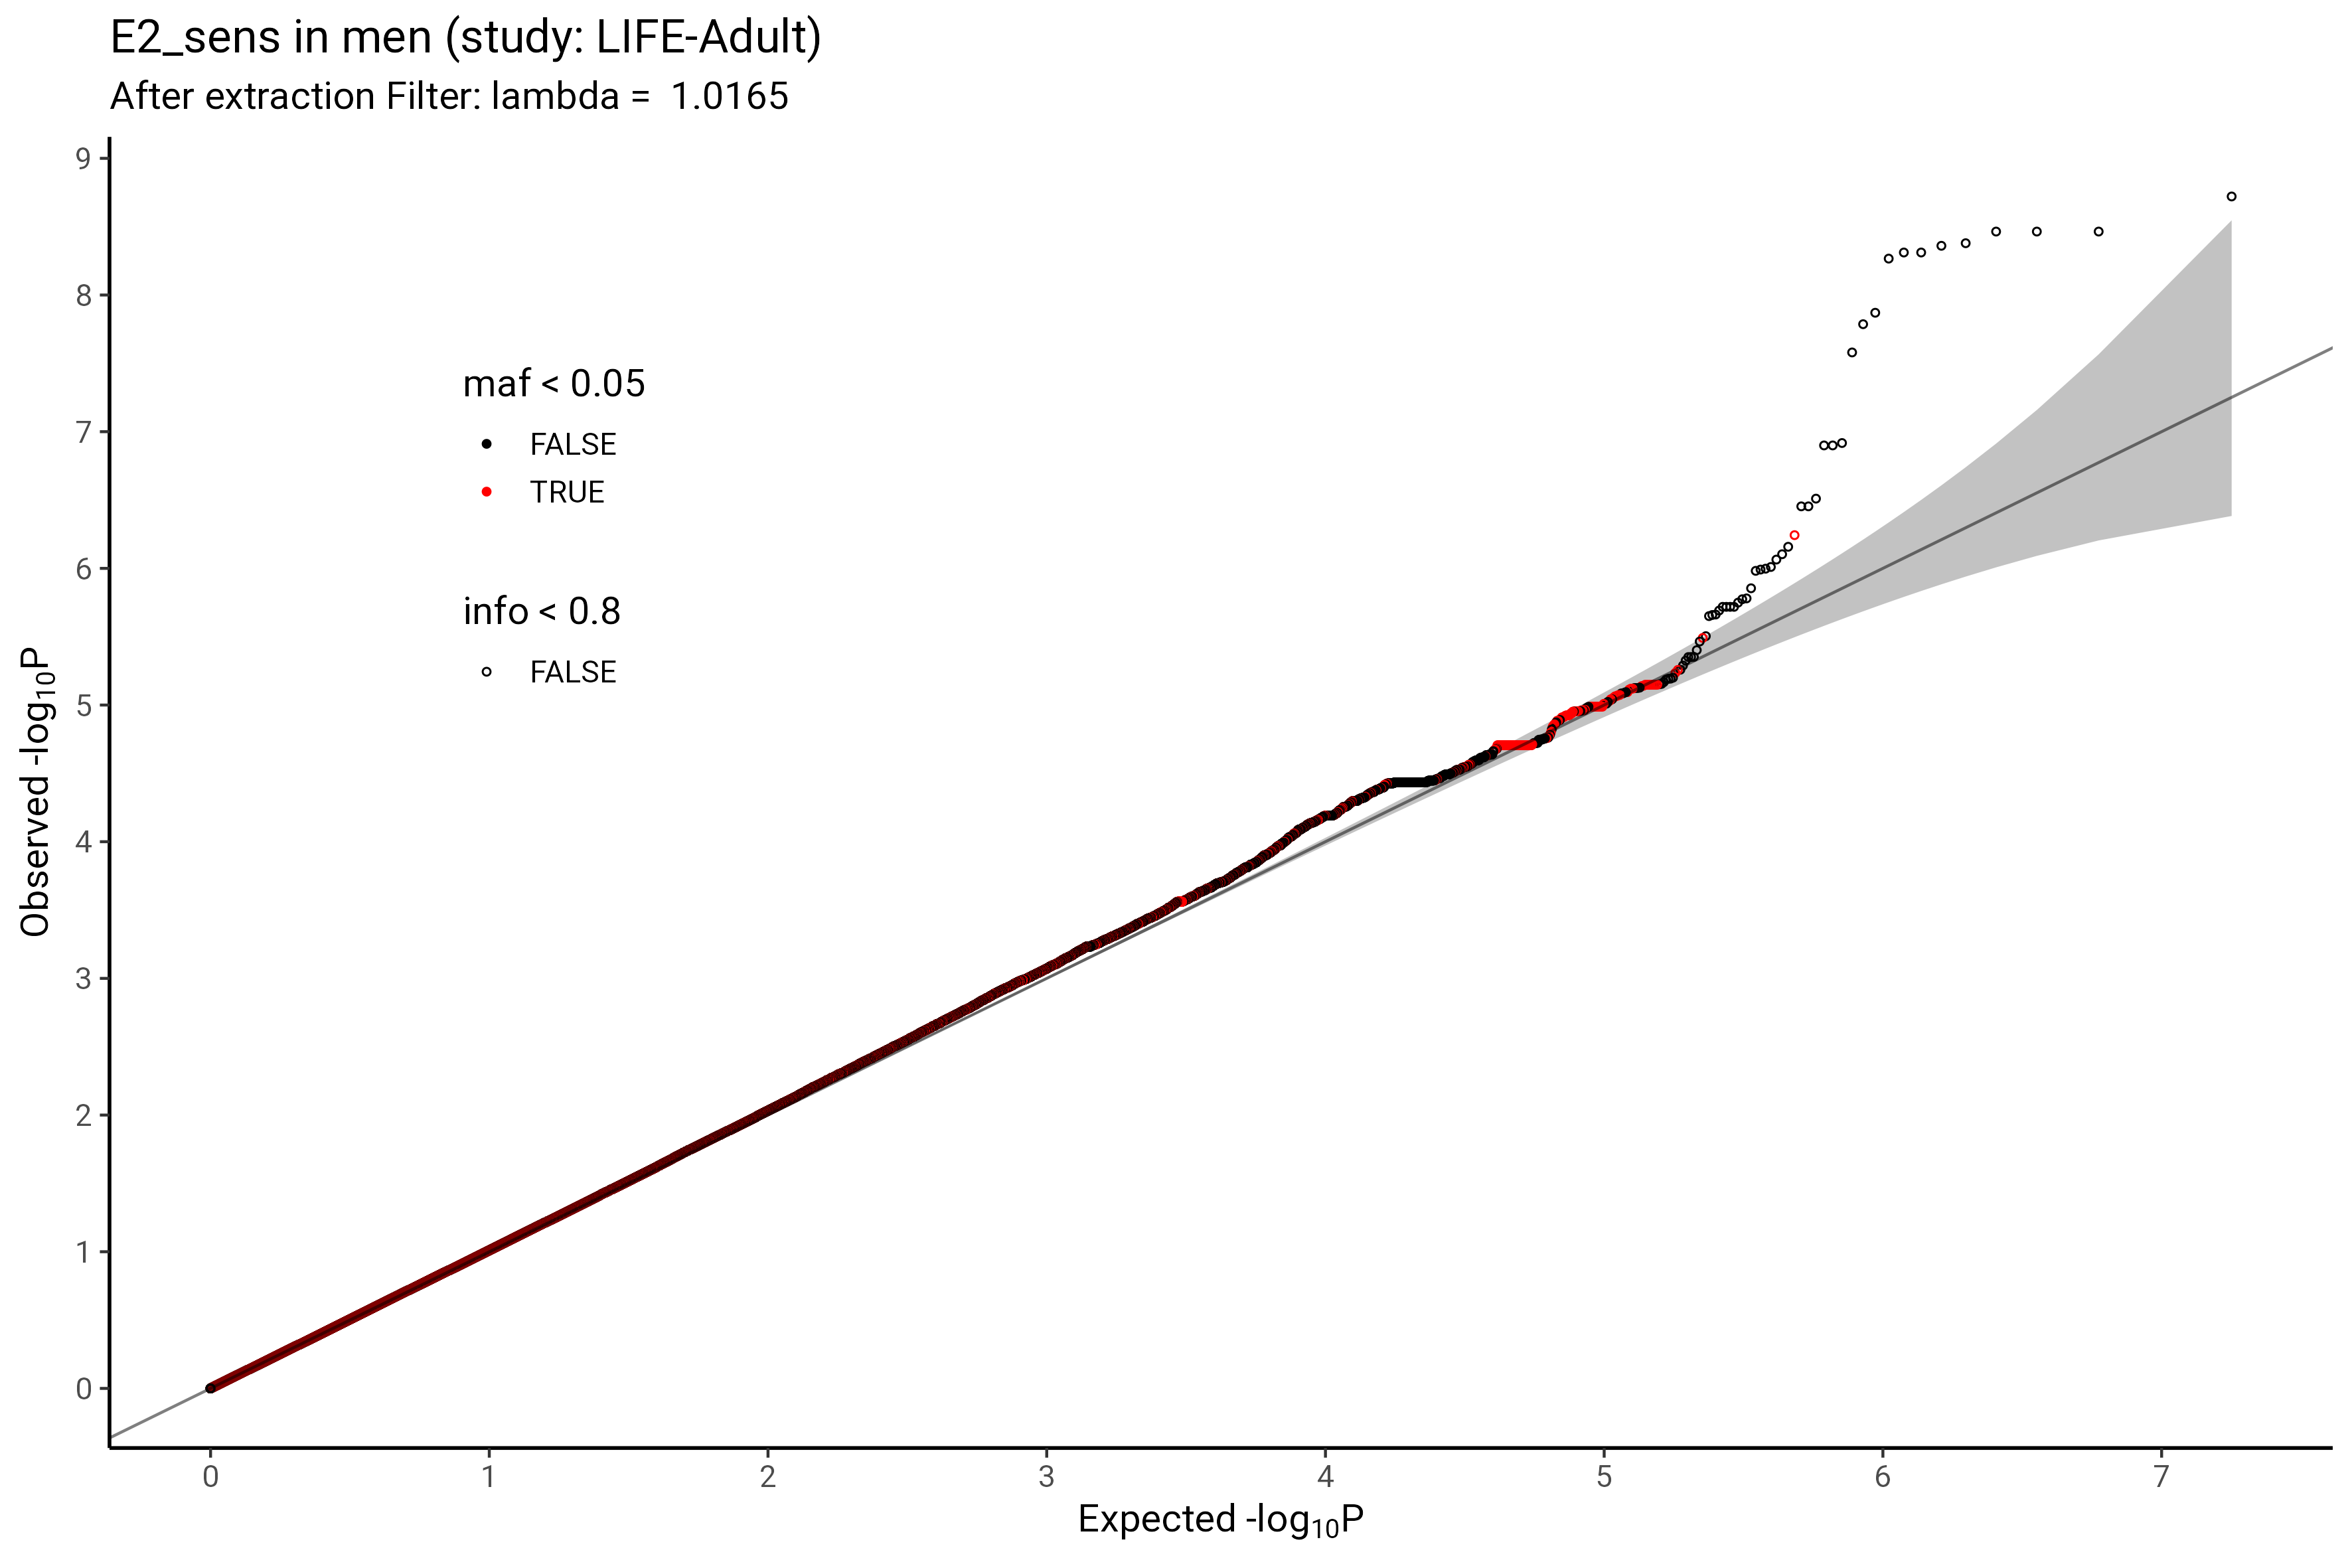 E2_sens in men (study: LIFE-Adult)
After extraction Filter: lambda = 1.0165
9
8
7
6
5
4
3
2
1
0
Observed -log10P
maf < 0.05
FALSE
TRUE
info < 0.8
FALSE
0 1 2 3 4 5 6 7
Expected -log10P